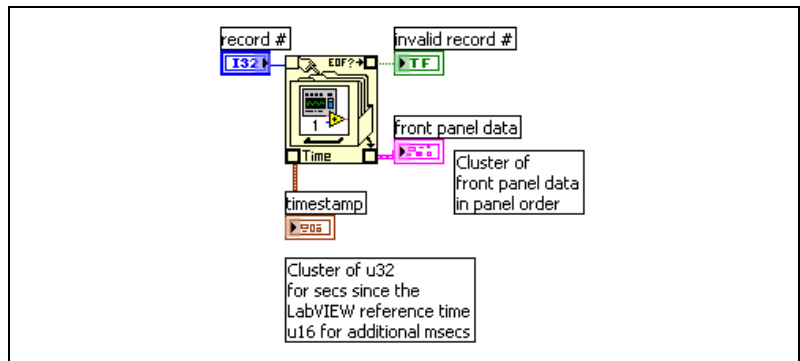 record #
invalid record #
I32
EOF?
TF
1
front panel data
Time
Cluster of
front panel data
in panel order
timestamp
Cluster of u32
for secs since the
LabVIEW reference time
u16 for additional msecs